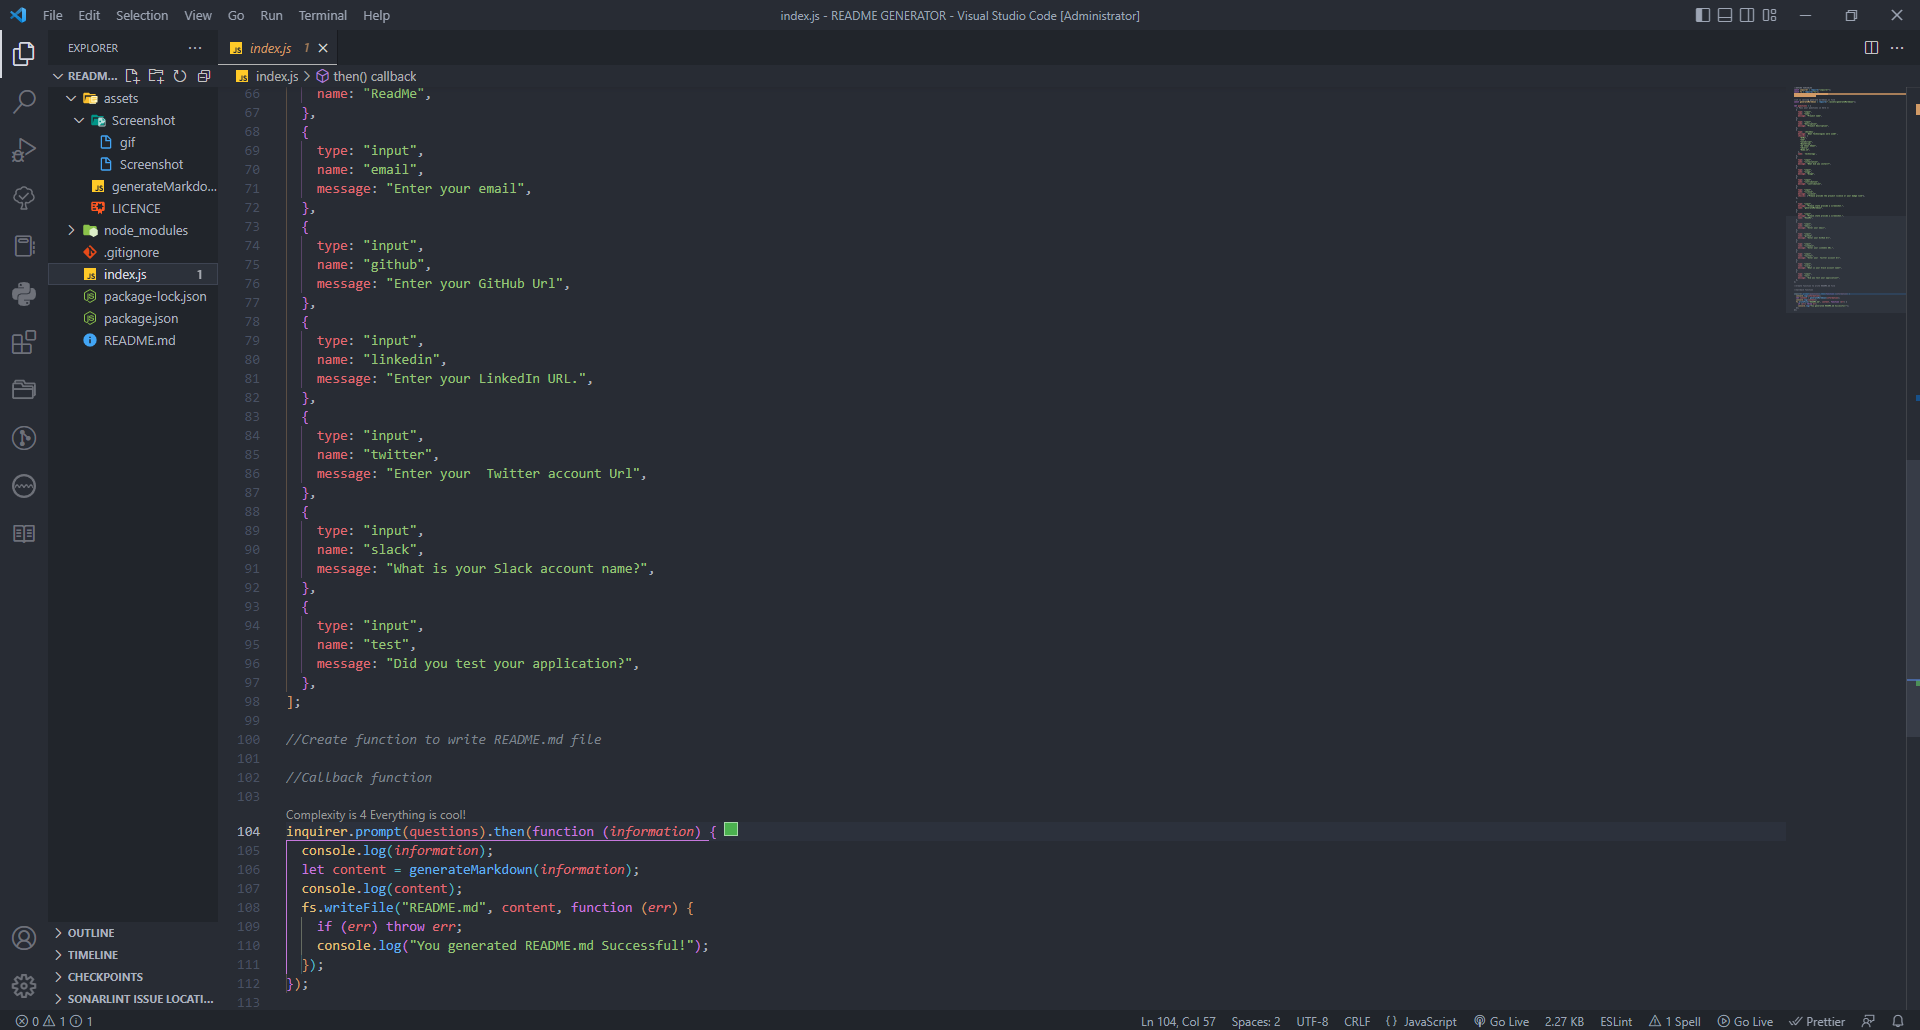 File Edit Selection View Go Run Terminal Help
index.js - README GENERATOR - Visual Studio Code [Administrator]
EXPLORER
index.js 1
READM...
index.js > then() callback
assets
Screenshot
gif
Screenshot
generateMarkdo...
LICENCE
node_modules
.gitignore
index.js 1
package-lock.json
package.json
README.md
OUTLINE
TIMELINE
CHECKPOINTS
SONARLINT ISSUE LOCATI...
66 name: "ReadMe",
67 },
68 {
69 type: "input",
70 name: "email",
71 message: "Enter your email",
72 },
73 {
74 type: "input",
75 name: "github",
76 message: "Enter your GitHub Url",
77 },
78 {
79 type: "input",
80 name: "linkedin",
81 message: "Enter your LinkedIn URL.",
82 },
83 {
84 type: "input",
85 name: "twitter",
86 message: "Enter your  Twitter account Url",
87 },
88 {
89 type: "input",
90 name: "slack",
91 message: "What is your Slack account name?",
92 },
93 {
94 type: "input",
95 name: "test",
96 message: "Did you test your application?",
97 },
98 ];
99
100 //Create function to write README.md file
101
102 //Callback function
103
Complexity is 4 Everything is cool!
104 inquirer.prompt(questions).then(function (information) {
105 console.log(information);
106 let content = generateMarkdown(information);
107 console.log(content);
108 fs.writeFile("README.md", content, function (err) {
109 if (err) throw err;
110 console.log("You generated README.md Successful!");
111 });
112 });
113
0 1 1
Ln 104, Col 57 Spaces: 2 UTF-8 CRLF {} JavaScript Go Live 2.27 KB ESLint 1 Spell Go Live Prettier